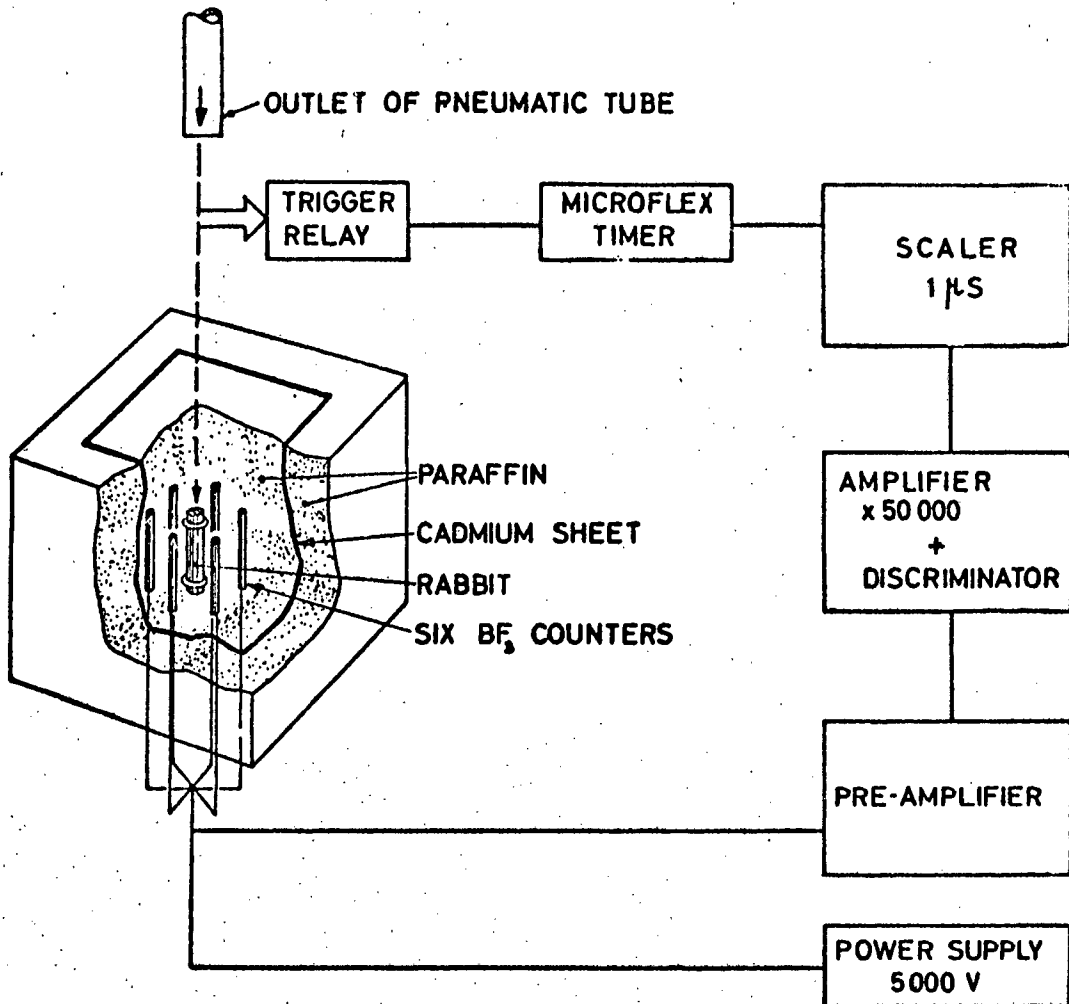 OUTLET OF PNEUMATIC TUBE
TRIGGER
RELAY
MICROFLEX
TIMER
SCALER
1 μS
PARAFFIN
CADMIUM SHEET
RABBIT
SIX BF₃ COUNTERS
AMPLIFIER
x 50 000
+
DISCRIMINATOR
PRE-AMPLIFIER
POWER SUPPLY
5000 V